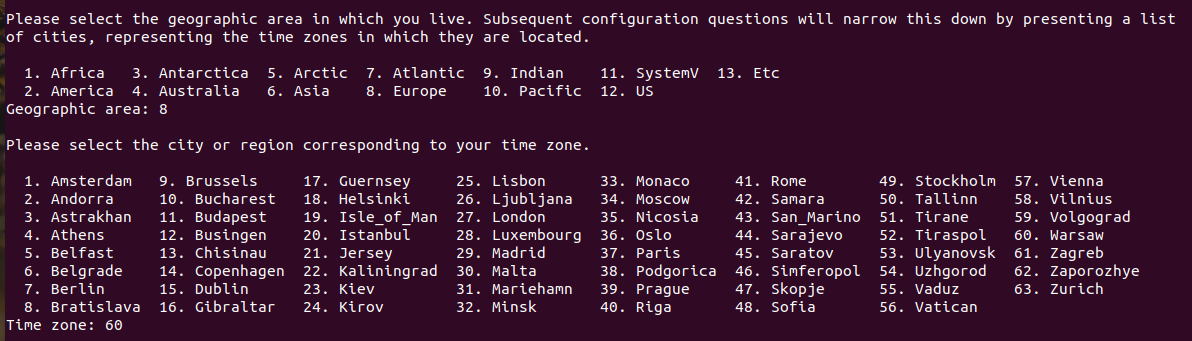 Please select the geographic area in which you live. Subsequent configuration questions will narrow this down by presenting a list
of cities, representing the time zones in which they are located.
1. Africa 3. Antarctica 5. Arctic 7. Atlantic 9. Indian 11. SystemV 13. Etc
2. America 4. Australia 6. Asia 8. Europe 10. Pacific 12. US
Geographic area: 8
Please select the city or region corresponding to your time zone.
1. Amsterdam 9. Brussels 17. Guernsey 25. Lisbon 33. Monaco 41. Rome 49. Stockholm 57. Vienna
2. Andorra 10. Bucharest 18. Helsinki 26. Ljubljana 34. Moscow 42. Samara 50. Tallinn 58. Vilnius
3. Astrakhan 11. Budapest 19. Isle_of_Man 27. London 35. Nicosia 43. San_Marino 51. Tirane 59. Volgograd
4. Athens 12. Busingen 20. Istanbul 28. Luxembourg 36. Oslo 44. Sarajevo 52. Tiraspol 60. Warsaw
5. Belfast 13. Chisinau 21. Jersey 29. Madrid 37. Paris 45. Saratov 53. Ulyanovsk 61. Zagreb
6. Belgrade 14. Copenhagen 22. Kaliningrad 30. Malta 38. Podgorica 46. Simferopol 54. Uzhgorod 62. Zaporozhye
7. Berlin 15. Dublin 23. Kiev 31. Mariehamn 39. Prague 47. Skopje 55. Vaduz 63. Zurich
8. Bratislava 16. Gibraltar 24. Kirov 32. Minsk 40. Riga 48. Sofia 56. Vatican
Time zone: 60